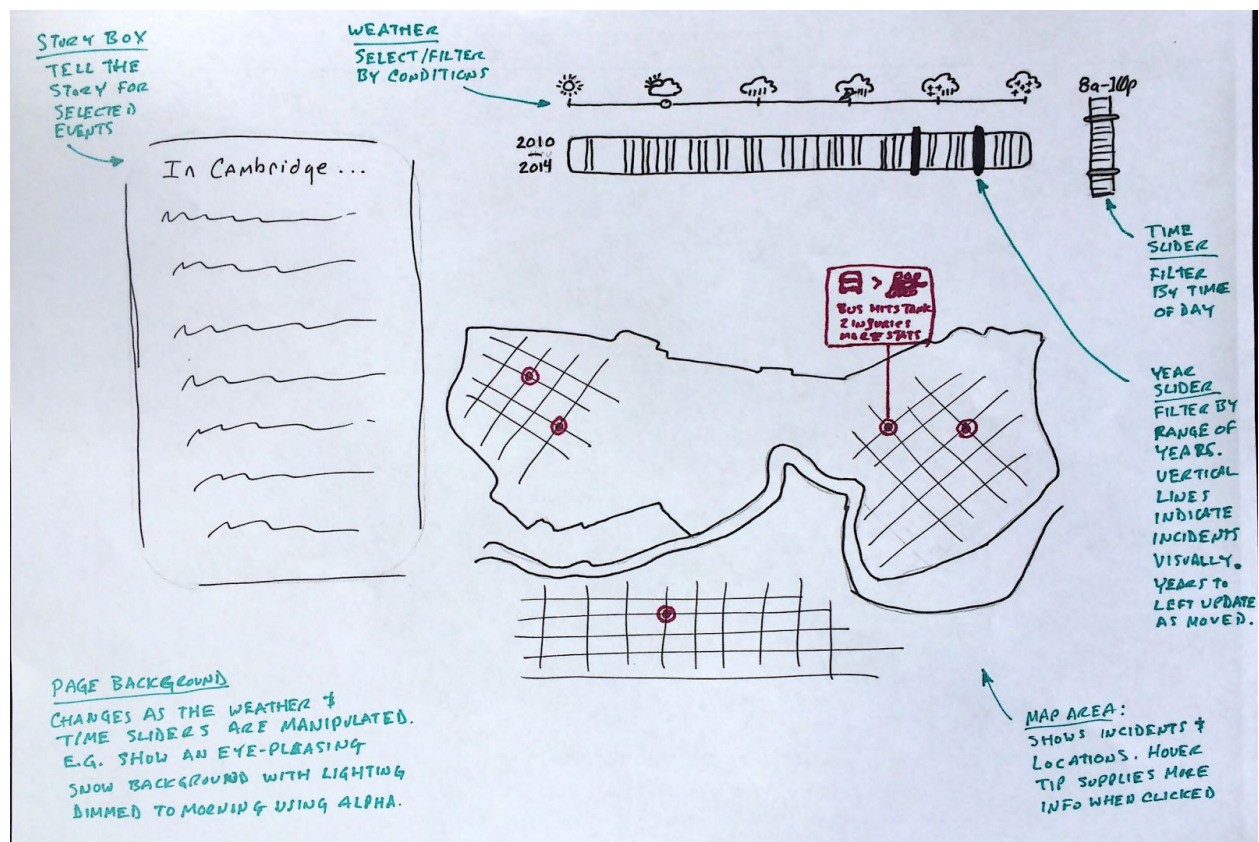 STORY BOX
TELL THE
STORY FOR
SELECTED
EVENTS
WEATHER
SELECT/FILTER
BY CONDITIONS
In Cambridge ...
2010
2014
8a-10p
TIME
SLIDER
FILTER
BY TIME
OF DAY
BUS HITS TANK
2 INJURIES
MORE STATS
YEAR
SLIDER
FILTER BY
RANGE OF
YEARS.
VERTICAL
LINES
INDICATE
INCIDENTS
VISUALLY.
YEARS TO
LEFT UPDATE
AS MOVED.
PAGE BACKGROUND
CHANGES AS THE WEATHER &
TIME SLIDERS ARE MANIPULATED.
E.G. SHOW AN EYE-PLEASING
SNOW BACKGROUND WITH LIGHTING
DIMMED TO MORNING USING ALPHA.
MAP AREA:
SHOWS INCIDENTS &
LOCATIONS. HOVER
TIP SUPPLIES MORE
INFO WHEN CLICKED